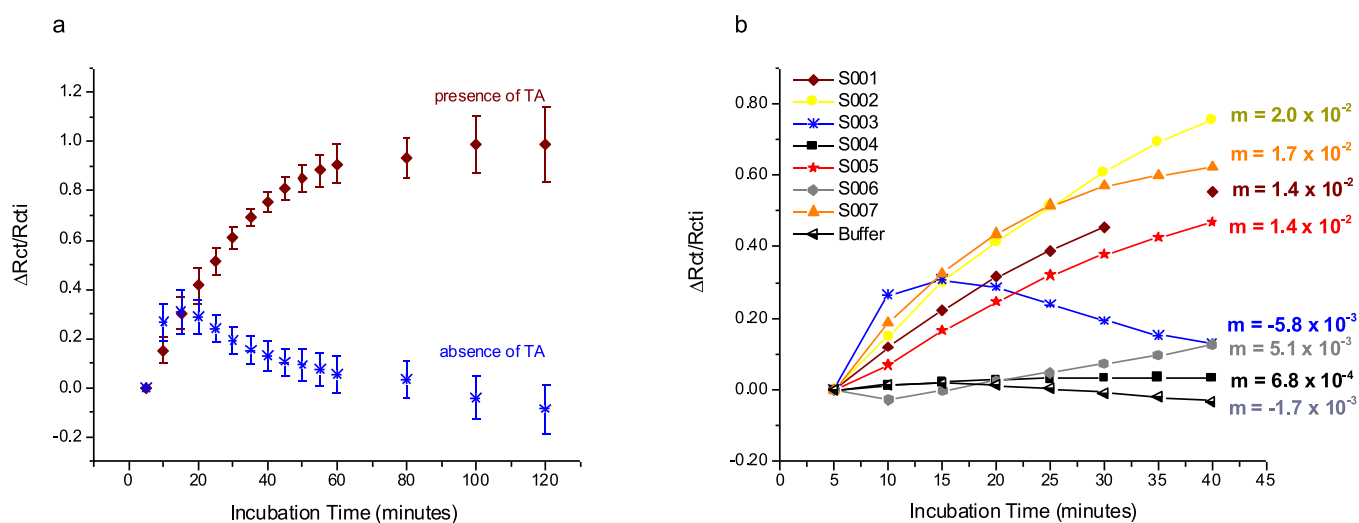 a
ΔRct/Rcti
1.2
1.0
0.8
0.6
0.4
0.2
0.0
-0.2
presence of TA
absence of TA
0 20 40 60 80 100 120
Incubation Time (minutes)
b
ΔRct/Rcti
0.80
0.60
0.40
0.20
0.00
-0.20
S001
S002
S003
S004
S005
S006
S007
Buffer
m = 2.0 x 10⁻²
m = 1.7 x 10⁻²
m = 1.4 x 10⁻²
m = 1.4 x 10⁻²
m = -5.8 x 10⁻³
m = 5.1 x 10⁻³
m = 6.8 x 10⁻⁴
m = -1.7 x 10⁻³
0 5 10 15 20 25 30 35 40 45
Incubation Time (minutes)